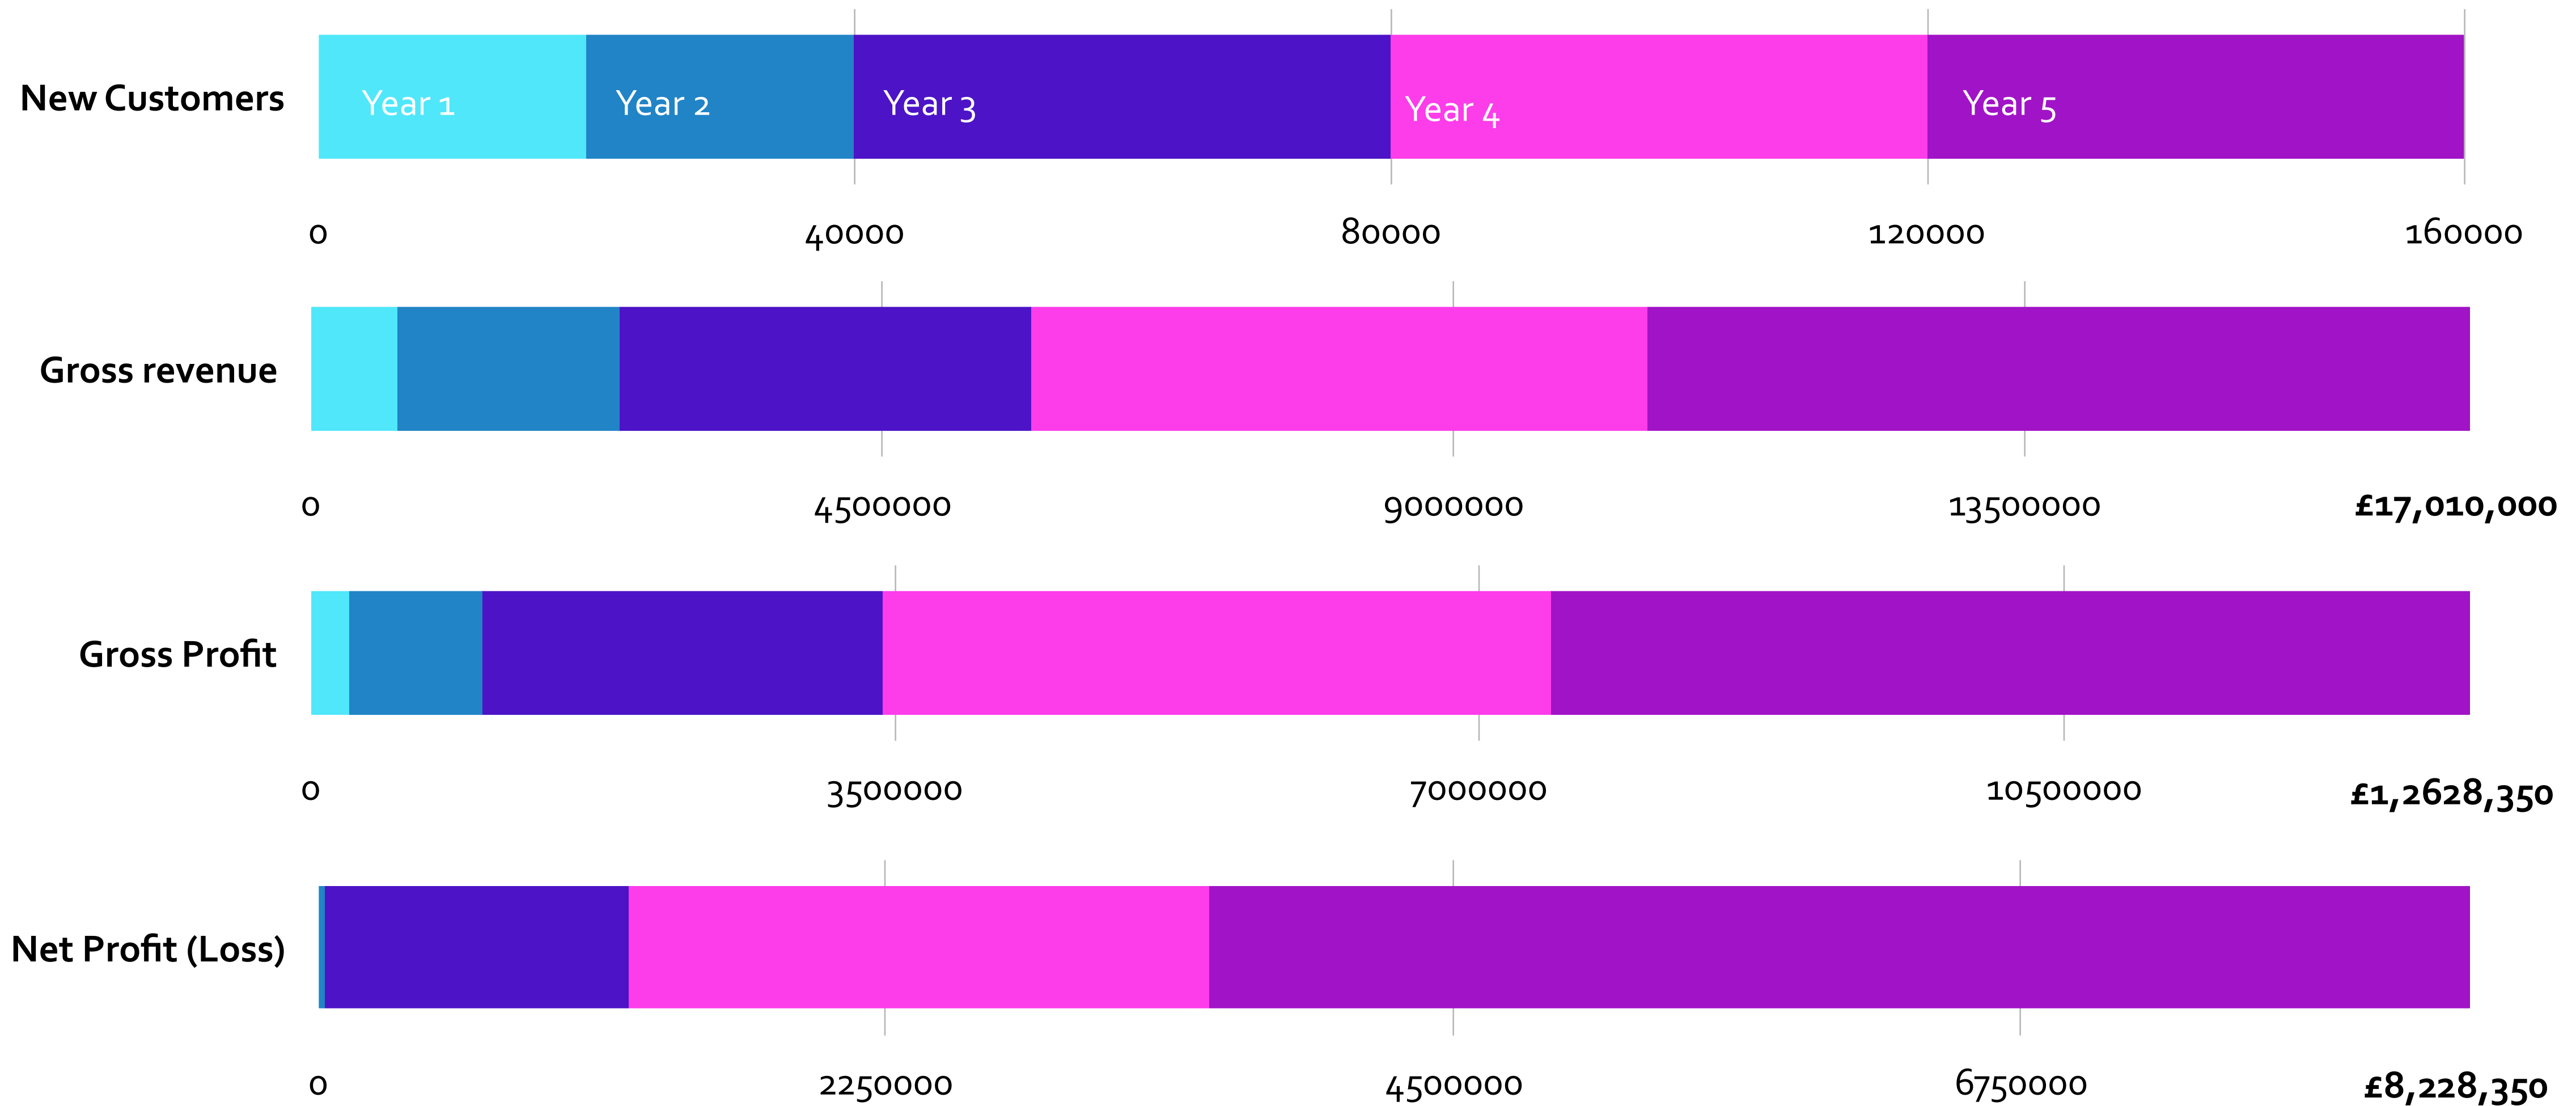 New Customers
Year 1
Year 2
Year 3
Year 4
Year 5
0 40000 80000 120000 160000
Gross revenue
0 4500000 9000000 13500000 £17,010,000
Gross Profit
0 3500000 7000000 10500000 £1,2628,350
Net Profit (Loss)
0 2250000 4500000 6750000 £8,228,350